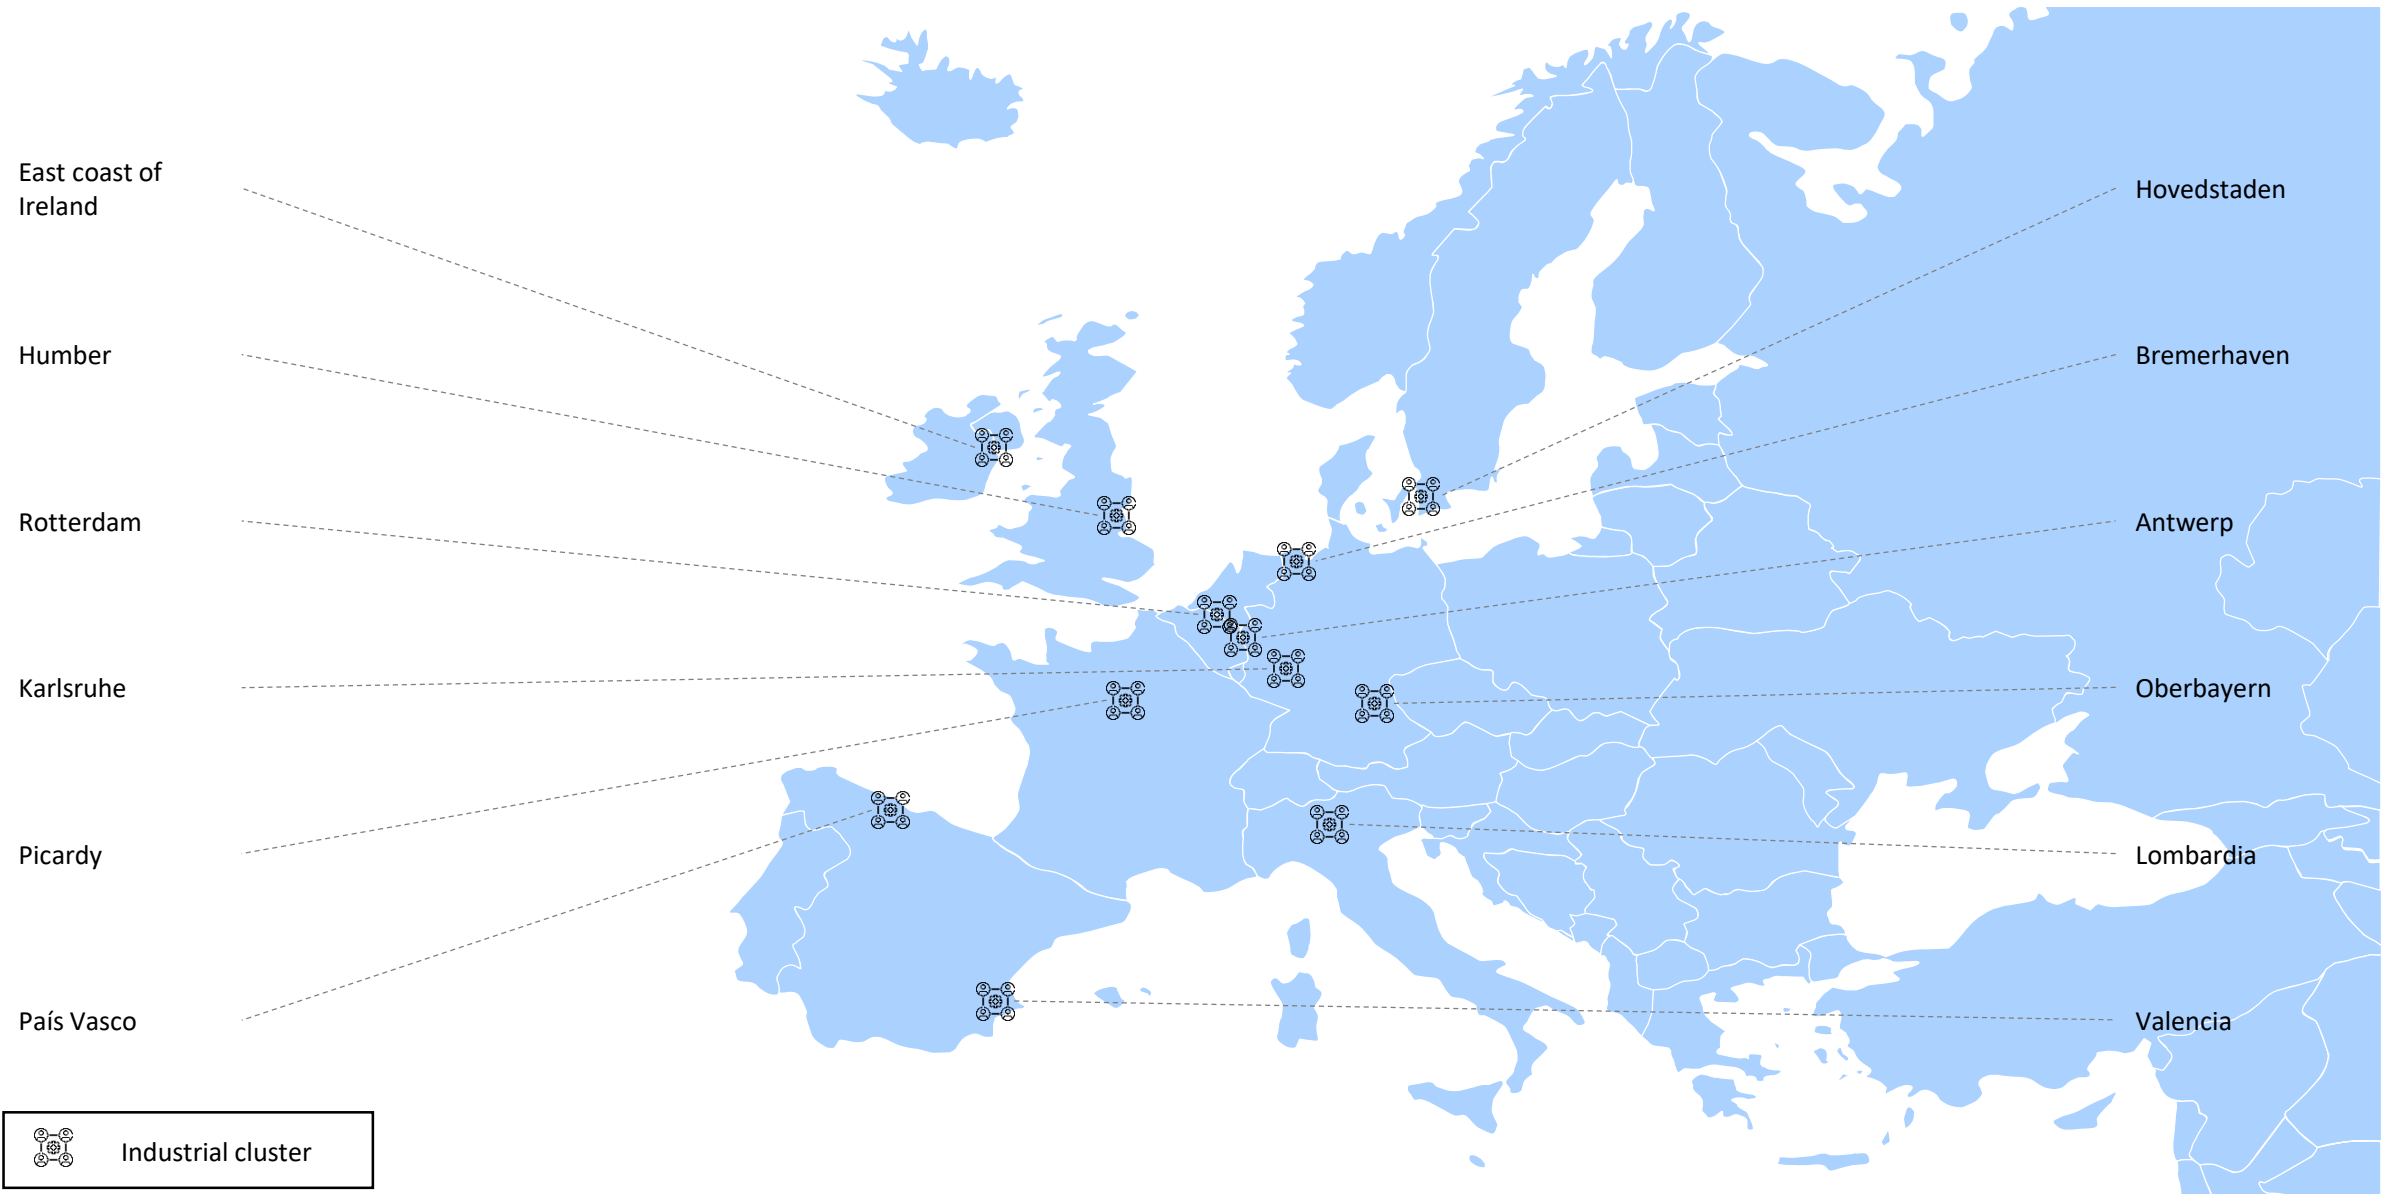 East coast of
Ireland
Humber
Rotterdam
Karlsruhe
Picardy
País Vasco
Hovedstaden
Bremerhaven
Antwerp
Oberbayern
Lombardia
Valencia
Industrial cluster